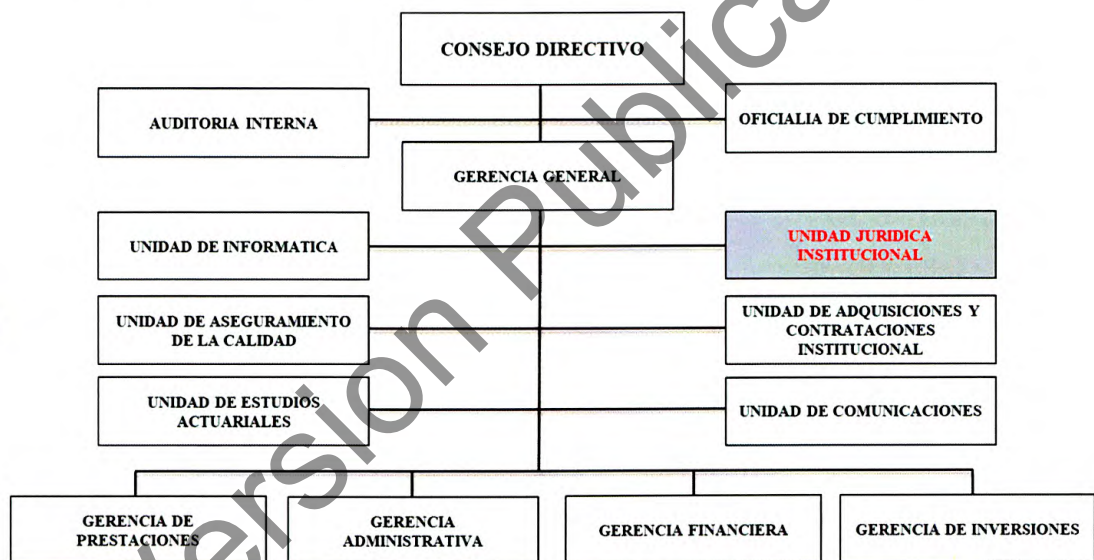 CONSEJO DIRECTIVO
AUDITORIA INTERNA
OFICIALIA DE CUMPLIMIENTO
GERENCIA GENERAL
UNIDAD DE INFORMATICA
UNIDAD JURIDICA
INSTITUCIONAL
UNIDAD DE ASEGURAMIENTO
DE LA CALIDAD
UNIDAD DE ADQUISICIONES Y
CONTRATACIONES
INSTITUCIONAL
UNIDAD DE ESTUDIOS
ACTUARIALES
UNIDAD DE COMUNICACIONES
GERENCIA DE
PRESTACIONES
GERENCIA
ADMINISTRATIVA
GERENCIA FINANCIERA
GERENCIA DE INVERSIONES
Version Publica